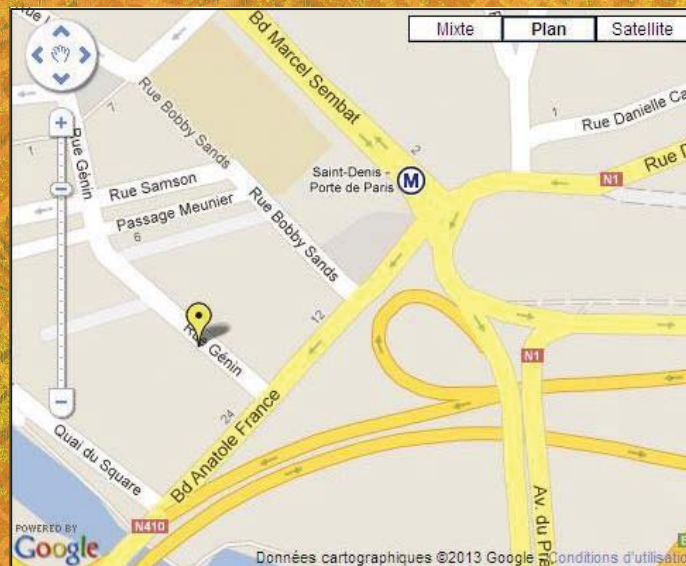 Mixte
Plan
Satellite
Bd Marcel Sembat
Rue Bobby Sands
Rue Génin
7
1
2
1
Rue Danielle Ca
Saint-Denis -
Porte de Paris
M
Rue Samson
Passage Meunier
6
Rue Bobby Sands
N1
Rue D
12
Rue Génin
N1
24
Bd Anatole France
Quai du Square
N410
Av. du Pra
POWERED BY
Google
Données cartographiques ©2013 Google - Conditions d'utilisatio